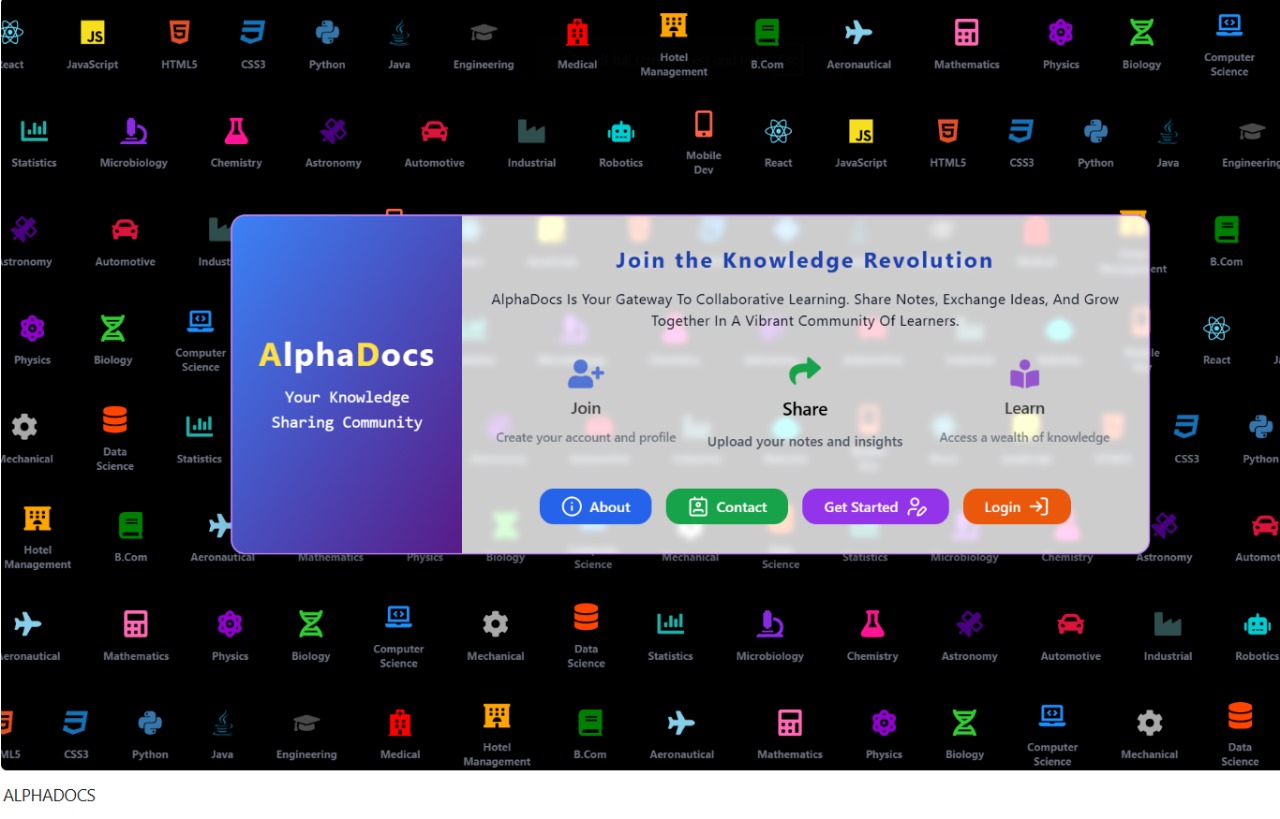 JS
eact JavaScript HTML5 CSS3 Python Java Engineering Medical Hotel Management B.Com Aeronautical Mathematics Physics Biology Computer Science
JS
Statistics Microbiology Chemistry Astronomy Automotive Industrial Robotics Mobile Dev React JavaScript HTML5 CSS3 Python Java Engineering
stronomy Automotive Indust ent B.Com
Physics Biology Computer Science React
Mechanical Data Science Statistics CSS3 Python
AlphaDocs
Your Knowledge
Sharing Community
Join the Knowledge Revolution
AlphaDocs Is Your Gateway To Collaborative Learning. Share Notes, Exchange Ideas, And Grow
Together In A Vibrant Community Of Learners.
Join Share Learn
Create your account and profile Upload your notes and insights Access a wealth of knowledge
About Contact Get Started Login
Hotel Management B.Com Aeronautical Mathematics Physics Biology Science Mechanical Science Statistics Microbiology Chemistry Astronomy Automot
eronautical Mathematics Physics Biology Computer Science Mechanical Data Science Statistics Microbiology Chemistry Astronomy Automotive Industrial Robotics
ML5 CSS3 Python Java Engineering Medical Hotel Management B.Com Aeronautical Mathematics Physics Biology Computer Science Mechanical Data Science
ALPHADOCS